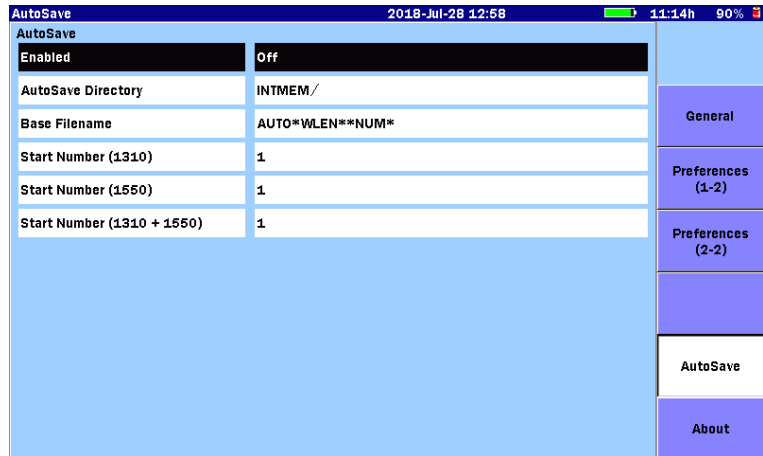 AutoSave 2018-Jul-28 12:58 11:14h 90%
AutoSave
Enabled Off
AutoSave Directory INTMEM/
Base Filename AUTO*WLEN**NUM*
Start Number (1310) 1
Start Number (1550) 1
Start Number (1310 + 1550) 1
General
Preferences
(1-2)
Preferences
(2-2)
AutoSave
About